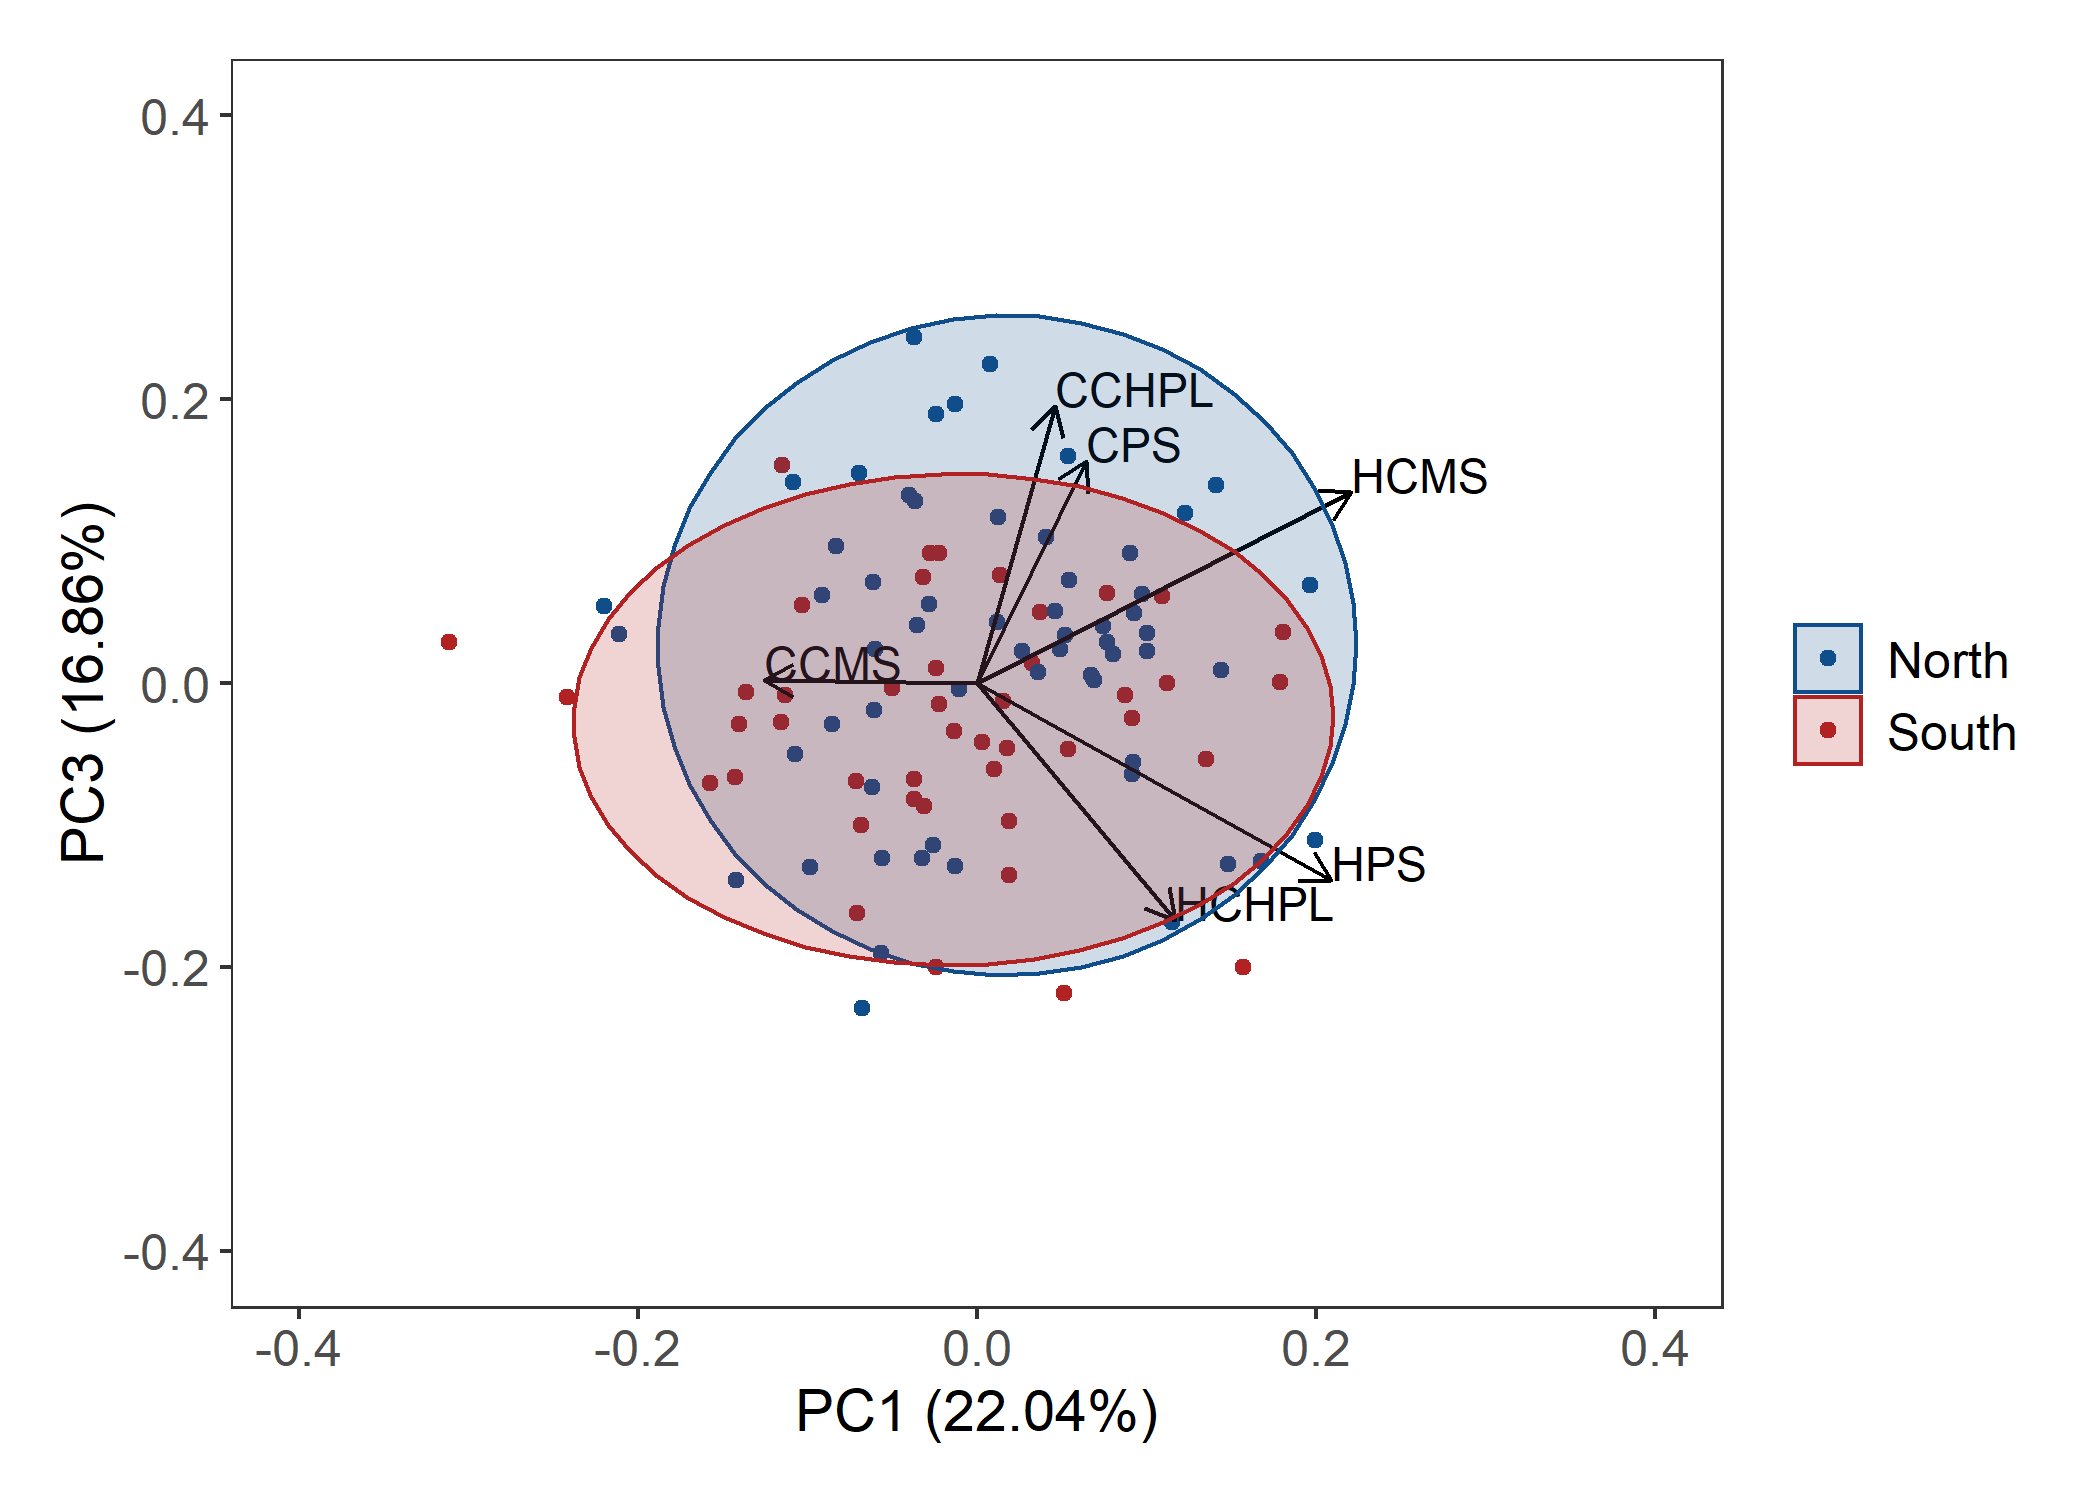 0.4
0.2
0.0
-0.2
-0.4
PC3 (16.86%)
CCHPL
CPS
HCMS
CCMS
HPS
HCHPL
North
South
-0.4
-0.2
0.0
0.2
0.4
PC1 (22.04%)